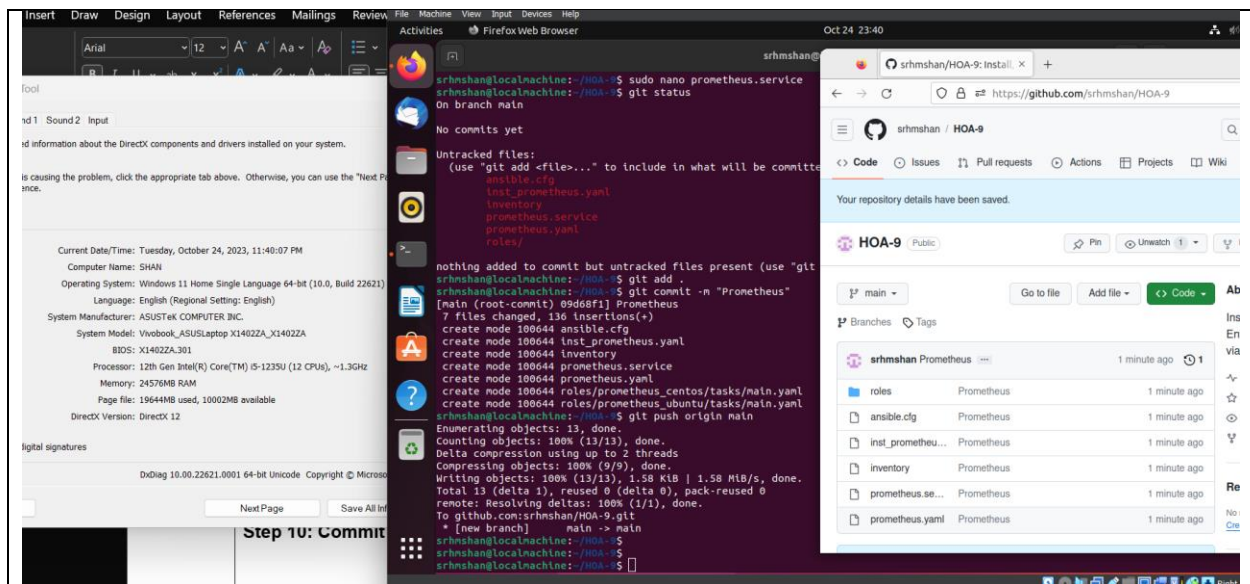 Insert Draw Design Layout References Mailings Review
Arial 12 A A Aa A
Tool
Sound 1 Sound 2 Input
ed information about the DirectX components and drivers installed on your system.
is causing the problem, click the appropriate tab above. Otherwise, you can use the "Next Pa
ence.
Current Date/Time: Tuesday, October 24, 2023, 11:40:07 PM
Computer Name: SHAN
Operating System: Windows 11 Home Single Language 64-bit (10.0, Build 22621)
Language: English (Regional Setting: English)
System Manufacturer: ASUSTeK COMPUTER INC.
System Model: Vivobook_ASUSLaptop X1402ZA_X1402ZA
BIOS: X1402ZA.301
Processor: 12th Gen Intel(R) Core(TM) i5-1235U (12 CPUs), ~1.3GHz
Memory: 24576MB RAM
Page file: 19644MB used, 10002MB available
DirectX Version: DirectX 12
digital signatures
DxDiag 10.00.22621.0001 64-bit Unicode Copyright © Microso
Next Page Save All Inf
Step 10: Commit
File Machine View Input Devices Help
Activities Firefox Web Browser Oct 24 23:40
srhmshan@
srhmshan@localmachine:~/HOA-9$ sudo nano prometheus.service
srhmshan@localmachine:~/HOA-9$ git status
On branch main
No commits yet
Untracked files:
(use "git add <file>..." to include in what will be committe
ansible.cfg
inst_prometheus.yaml
inventory
prometheus.service
prometheus.yaml
roles/
nothing added to commit but untracked files present (use "git
srhmshan@localmachine:~/HOA-9$ git add .
srhmshan@localmachine:~/HOA-9$ git commit -m "Prometheus"
[main (root-commit) 09d68f1] Prometheus
7 files changed, 136 insertions(+)
create mode 100644 ansible.cfg
create mode 100644 inst_prometheus.yaml
create mode 100644 inventory
create mode 100644 prometheus.service
create mode 100644 prometheus.yaml
create mode 100644 roles/prometheus_centos/tasks/main.yaml
create mode 100644 roles/prometheus_ubuntu/tasks/main.yaml
srhmshan@localmachine:~/HOA-9$ git push origin main
Enumerating objects: 13, done.
Counting objects: 100% (13/13), done.
Delta compression using up to 2 threads
Compressing objects: 100% (9/9), done.
Writing objects: 100% (13/13), 1.58 KiB | 1.58 MiB/s, done.
Total 13 (delta 1), reused 0 (delta 0), pack-reused 0
remote: Resolving deltas: 100% (1/1), done.
To github.com:srhmshan/HOA-9.git
* [new branch] main -> main
srhmshan@localmachine:~/HOA-9$
srhmshan@localmachine:~/HOA-9$
srhmshan@localmachine:~/HOA-9$
srhmshan/HOA-9: Install, × +
https://github.com/srhmshan/HOA-9
srhmshan / HOA-9
<> Code Issues Pull requests Actions Projects Wiki
Your repository details have been saved.
HOA-9 Public Pin Unwatch 1
main Go to file Add file <> Code
Branches Tags
srhmshan Prometheus ··· 1 minute ago 1
roles Prometheus 1 minute ago
ansible.cfg Prometheus 1 minute ago
inst_prometheu... Prometheus 1 minute ago
inventory Prometheus 1 minute ago
prometheus.se... Prometheus 1 minute ago
prometheus.yaml Prometheus 1 minute ago
Ab
Ins
En
via
Re
No
Cre
Right